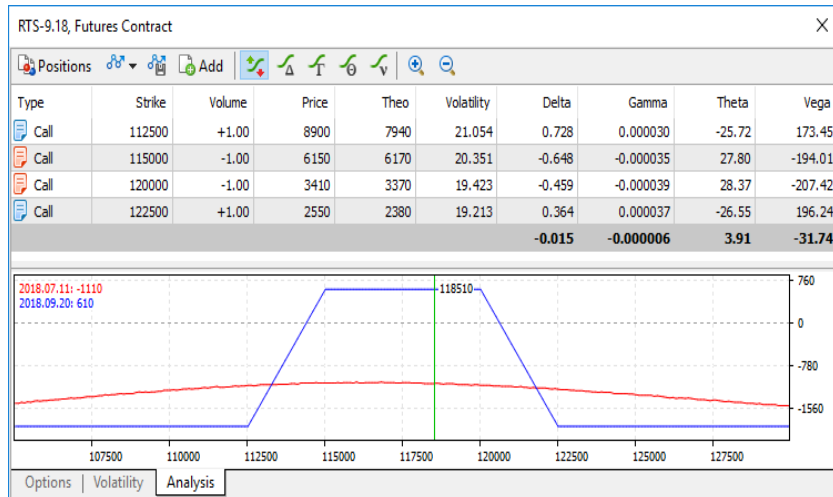 RTS-9.18, Futures Contract
Positions Add Δ Γ Θ ν
Type Strike Volume Price Theo Volatility Delta Gamma Theta Vega
Call 112500 +1.00 8900 7940 21.054 0.728 0.000030 -25.72 173.45
Call 115000 -1.00 6150 6170 20.351 -0.648 -0.000035 27.80 -194.01
Call 120000 -1.00 3410 3370 19.423 -0.459 -0.000039 28.37 -207.42
Call 122500 +1.00 2550 2380 19.213 0.364 0.000037 -26.55 196.24
-0.015 -0.000006 3.91 -31.74
2018.07.11: -1110
2018.09.20: 610
118510
760
0
-780
-1560
107500 110000 112500 115000 117500 120000 122500 125000 127500
Options | Volatility Analysis